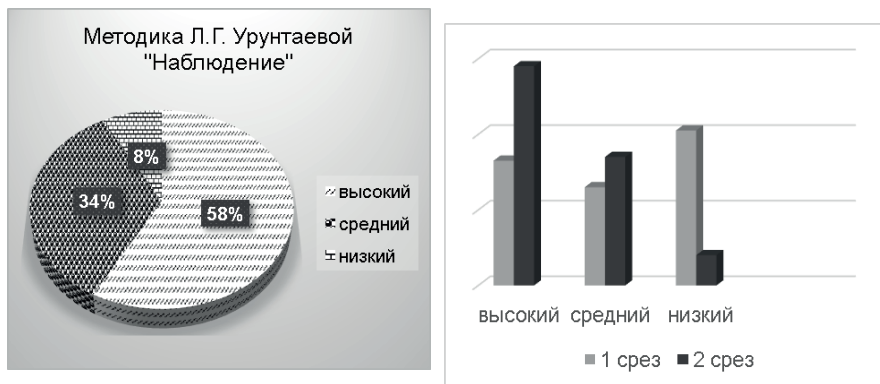 Методика Л.Г. Урунтаевой
"Наблюдение"
8%
34%
58%
высокий
средний
низкий
высокий средний низкий
1 срез 2 срез